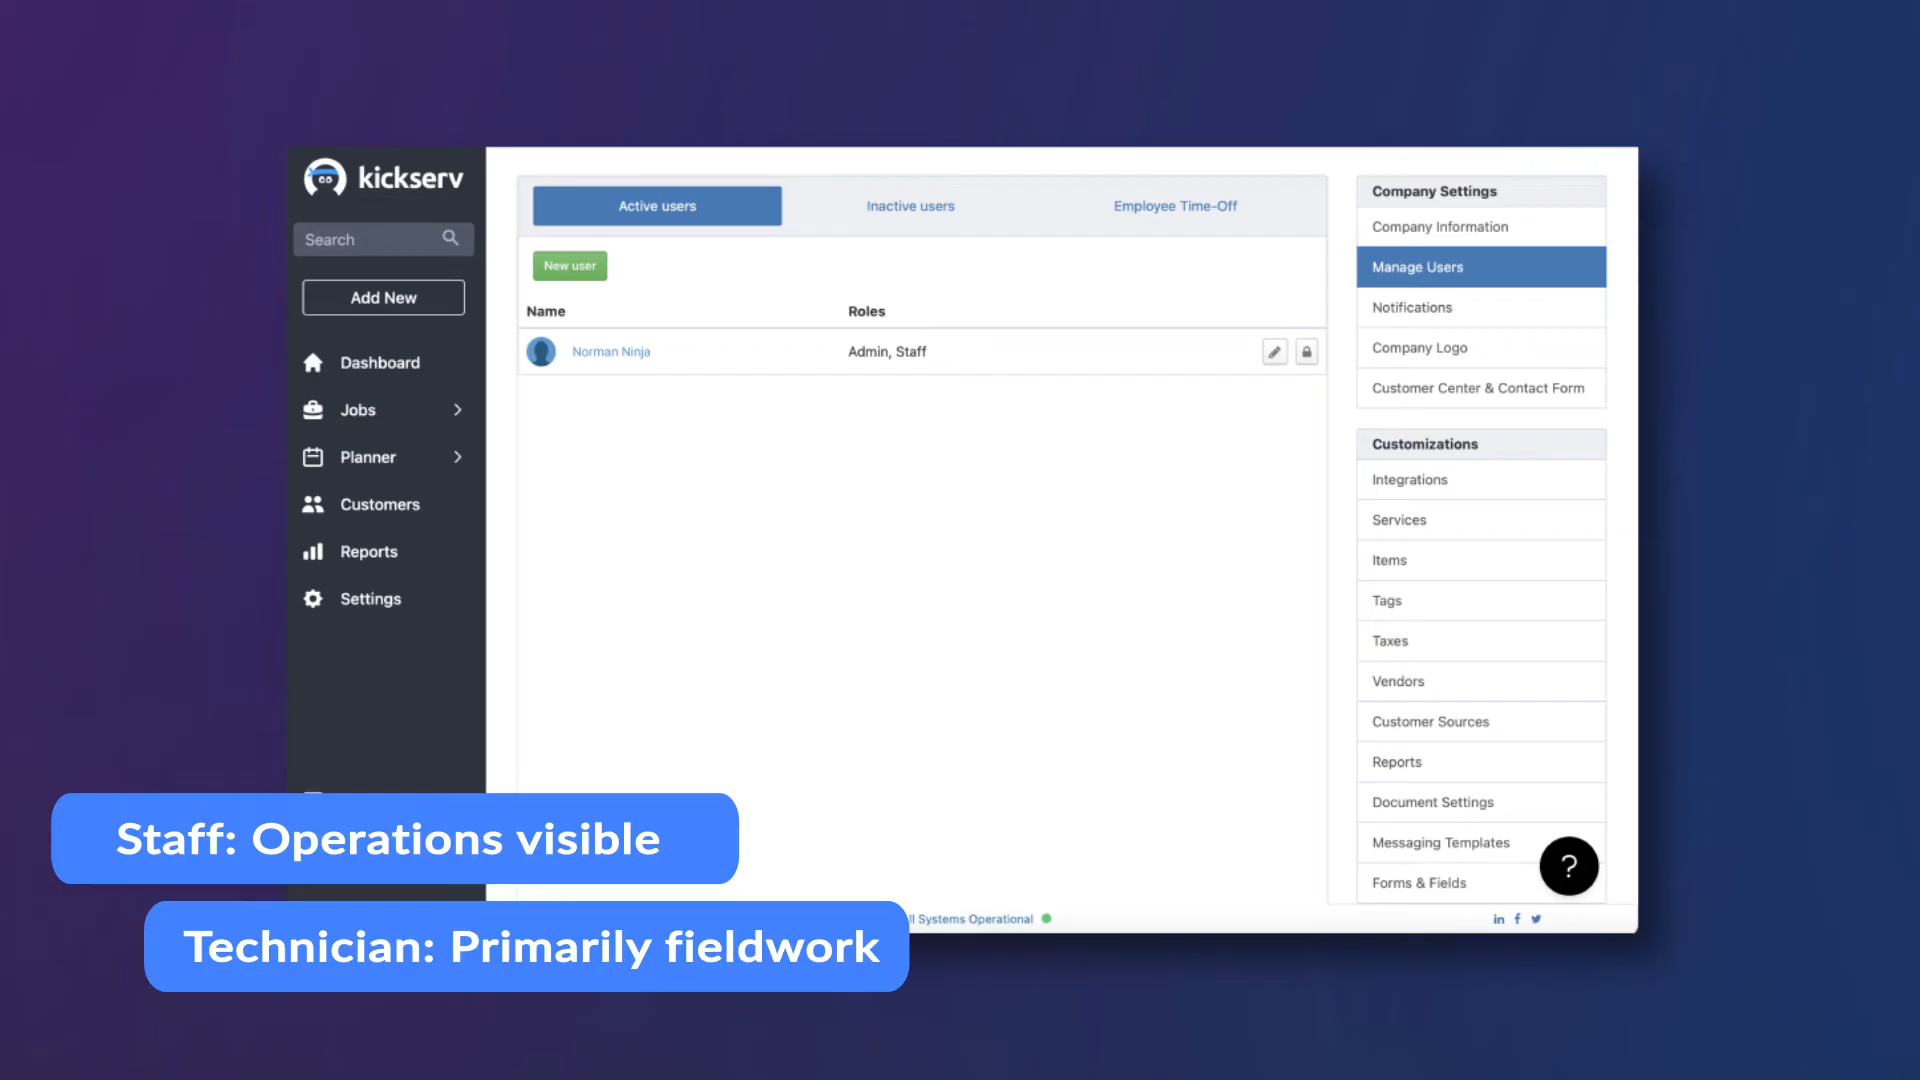 kickserv
Search
Add New
Dashboard
Jobs
Planner
Customers
Reports
Settings
Active users
Inactive users
Employee Time-Off
New user
Name
Roles
Norman Ninja
Admin, Staff
Company Settings
Company Information
Manage Users
Notifications
Company Logo
Customer Center & Contact Form
Customizations
Integrations
Services
Items
Tags
Taxes
Vendors
Customer Sources
Reports
Document Settings
Messaging Templates
Forms & Fields
?
ll Systems Operational
in f
Staff: Operations visible
Technician: Primarily fieldwork